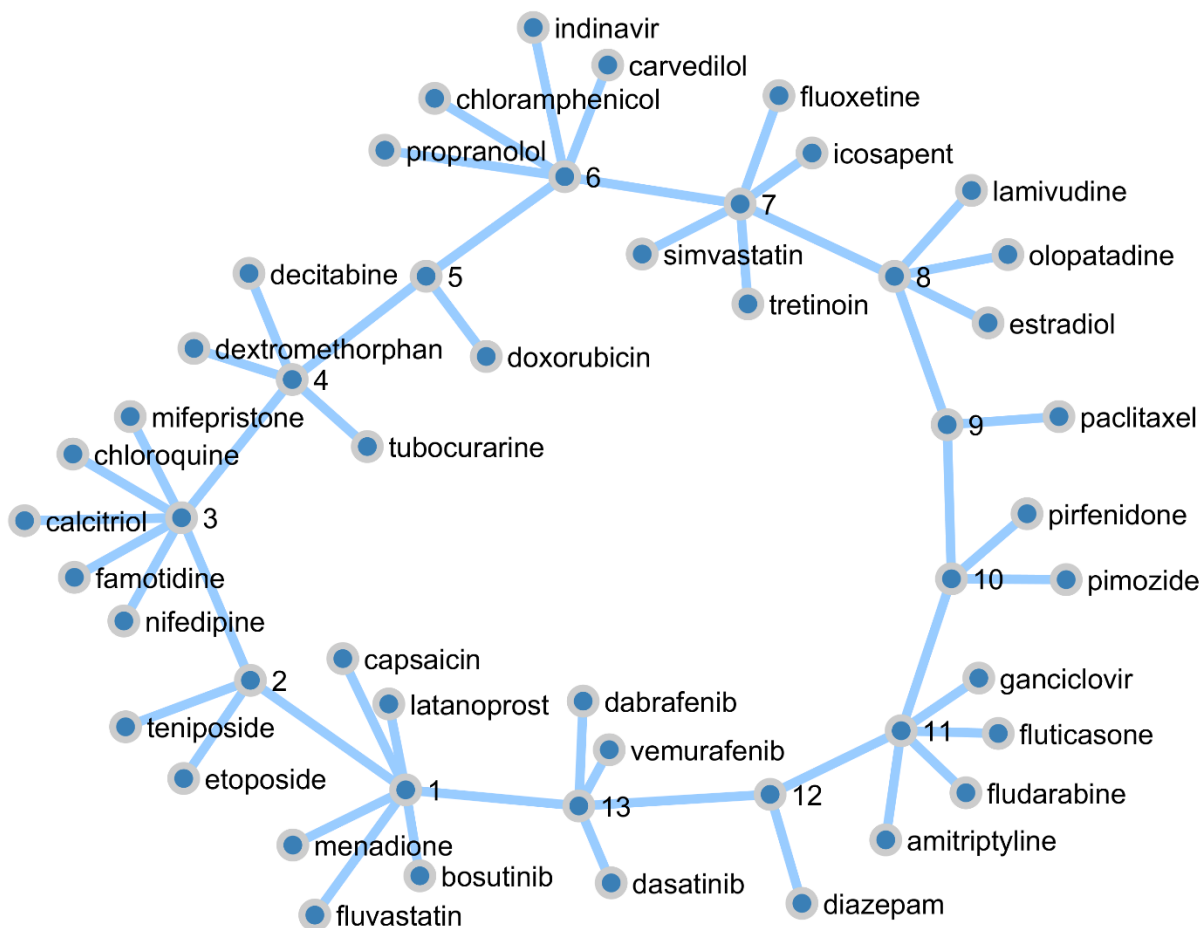 indinavir
carvedilol
chloramphenicol
fluoxetine
propranolol
icosapent
6
7
lamivudine
simvastatin
olopatadine
decitabine
5
8
tretinoin
estradiol
dextromethorphan
doxorubicin
4
mifepristone
paclitaxel
9
chloroquine
tubocurarine
calcitriol
3
pirfenidone
famotidine
10
pimozide
nifedipine
capsaicin
2
ganciclovir
latanoprost
dabrafenib
teniposide
11
fluticasone
vemurafenib
etoposide
1
13
12
fludarabine
menadione
amitriptyline
bosutinib
dasatinib
diazepam
fluvastatin